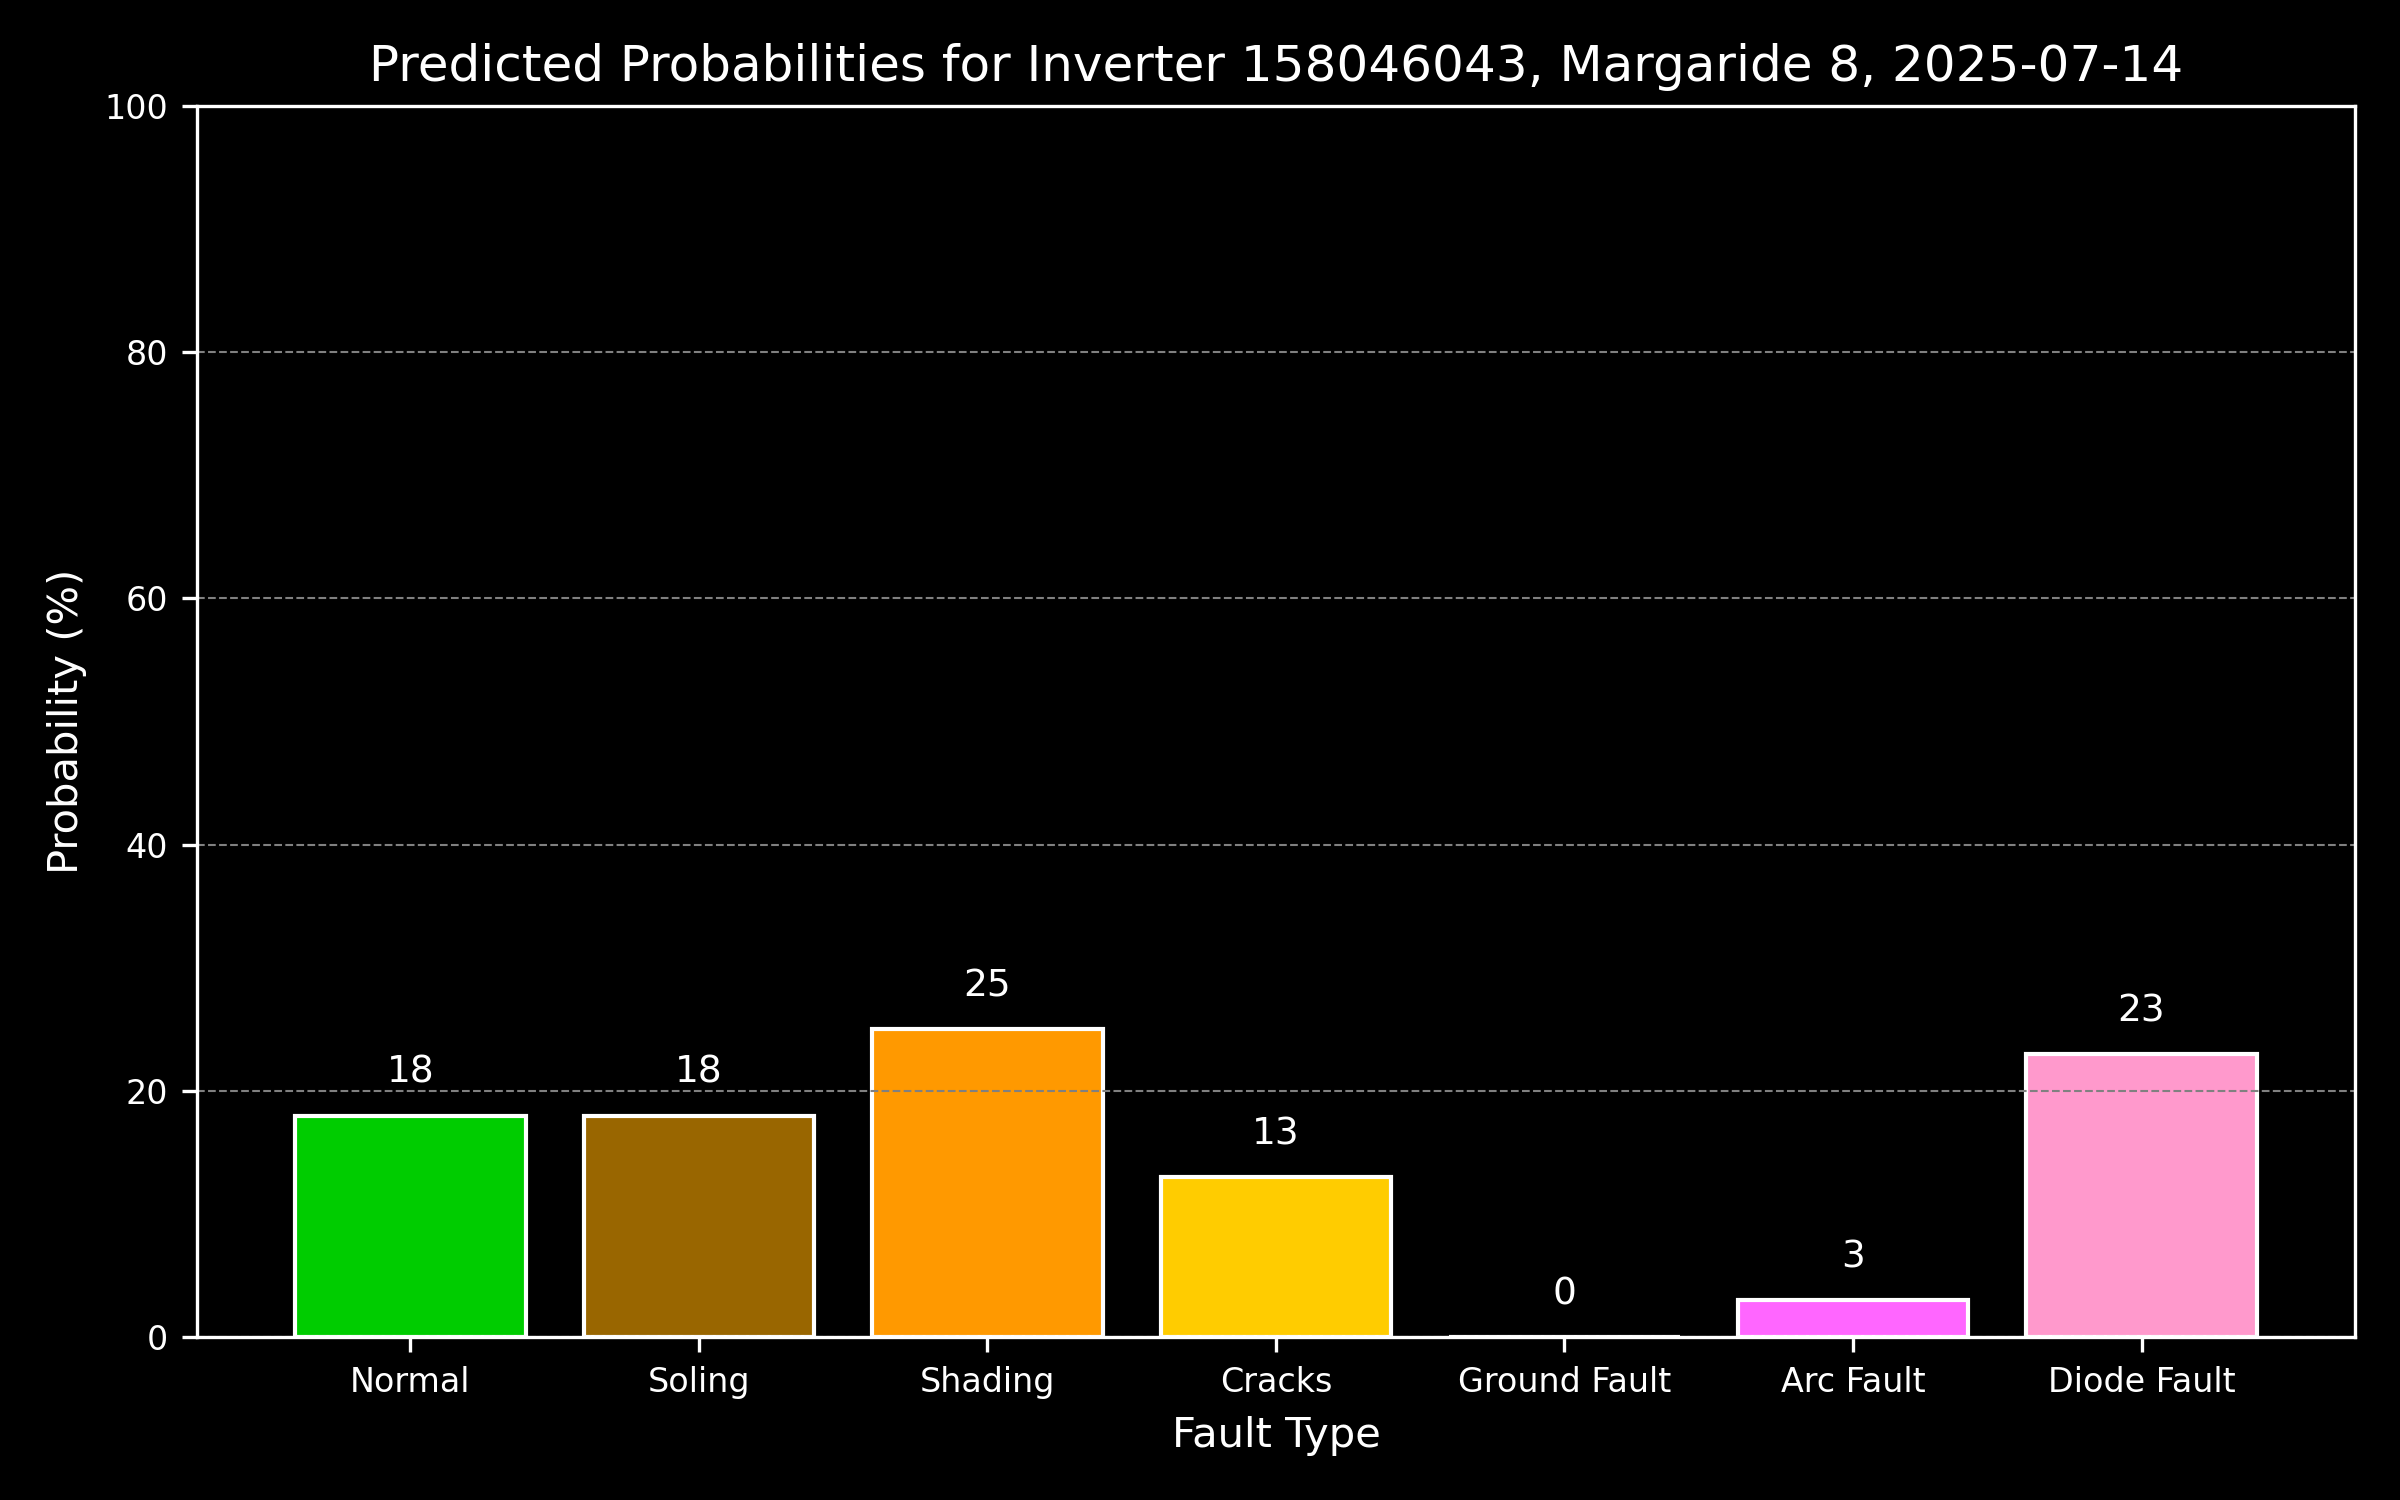 Predicted Probabilities for Inverter 158046043, Margaride 8, 2025-07-14
100
80
60
40
20
0
Probability (%)
18
18
25
13
0
3
23
Normal
Soling
Shading
Cracks
Ground Fault
Arc Fault
Diode Fault
Fault Type